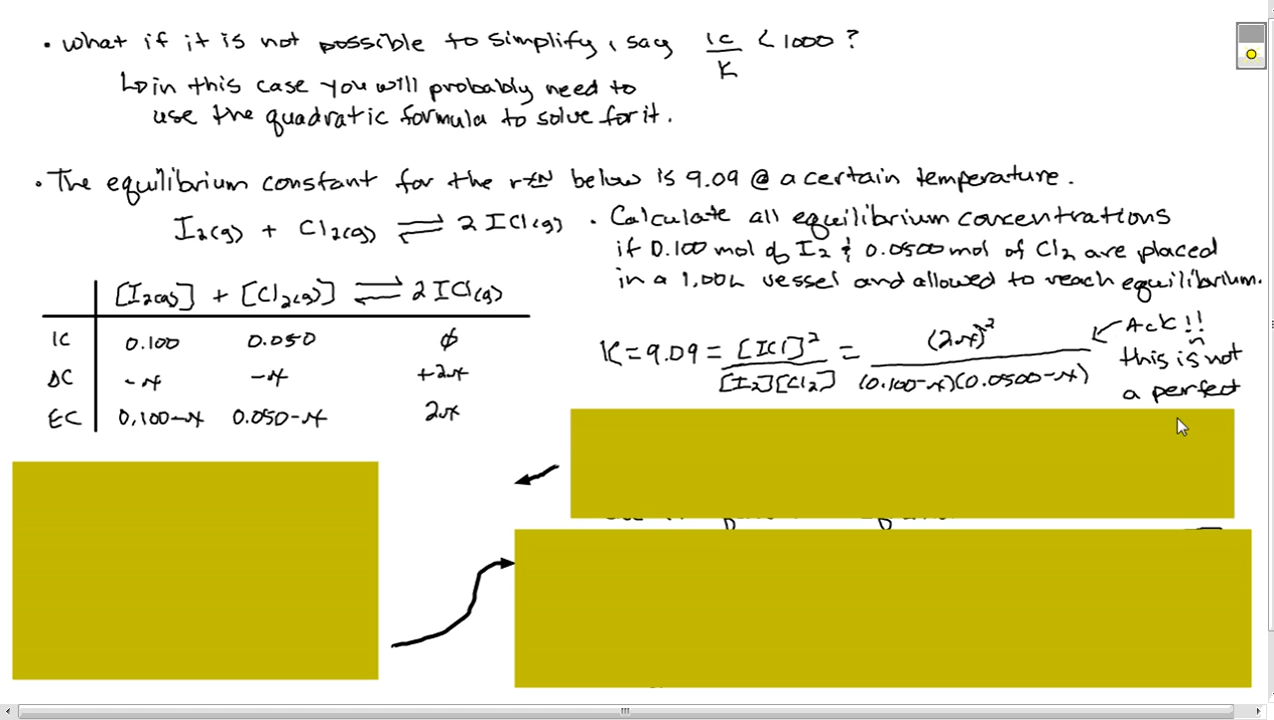 • What if it is not possible to simplify, say IC/K < 1000?
↳ in this case you will probably need to
use the quadratic formula to solve for it.
• The equilibrium constant for the rxN below is 9.09 @ a certain temperature.
I₂(g) + Cl₂(g) ⇌ 2 ICl(g)
• Calculate all equilibrium concentrations
if 0.100 mol of I₂ & 0.0500 mol of Cl₂ are placed
in a 1.00L vessel and allowed to reach equilibrium.
[I₂(g)] + [Cl₂(g)] ⇌ 2 ICl(g)
IC 0.100 0.050 ϕ
ΔC -x -x +2x
EC 0.100-x 0.050-x 2x
K = 9.09 = [ICl]² / [I₂][Cl₂] = (2x)² / (0.100-x)(0.0500-x)
Ack!!
this is not
a perfect